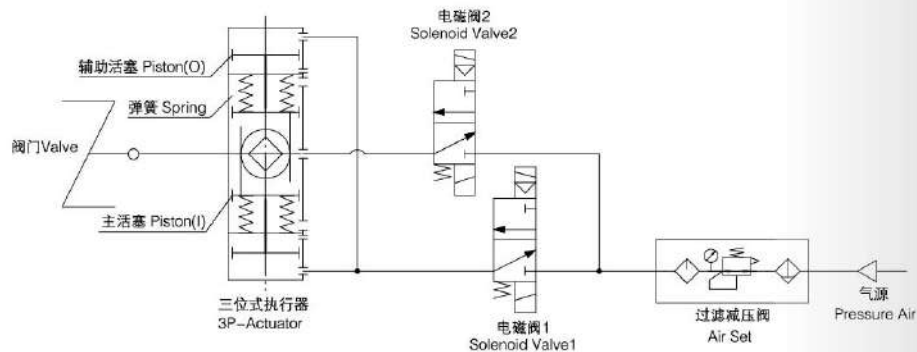 电磁阀2
Solenoid Valve2
辅助活塞 Piston(O)
弹簧 Spring
阀门Valve
主活塞 Piston(I)
三位式执行器
3P-Actuator
电磁阀1
Solenoid Valve1
过滤减压阀
Air Set
气源
Pressure Air